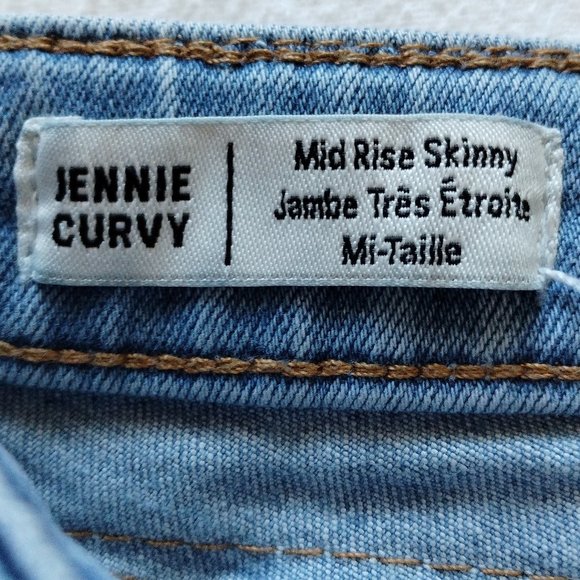 JENNIE
CURVY
Mid Rise Skinny
Jambe Très Étroite
Mi-Taille